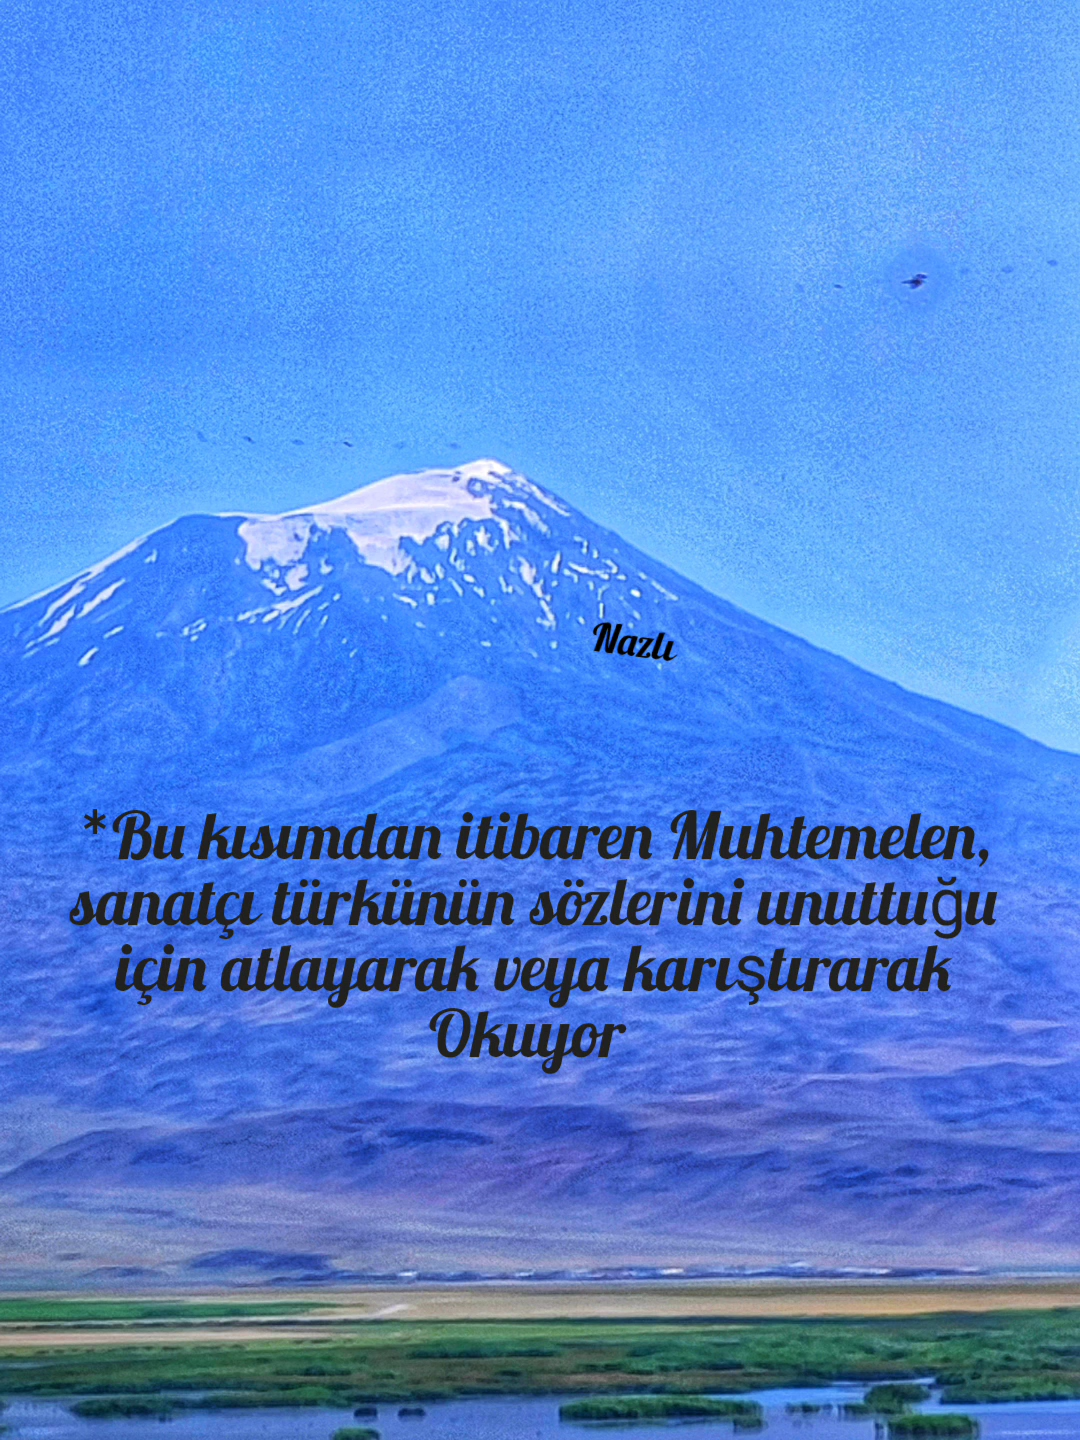 Nazlı
*Bu kısımdan itibaren Muhtemelen,
sanatçı türkünün sözlerini unuttuğu
için atlayarak veya karıştırarak
Okuyor